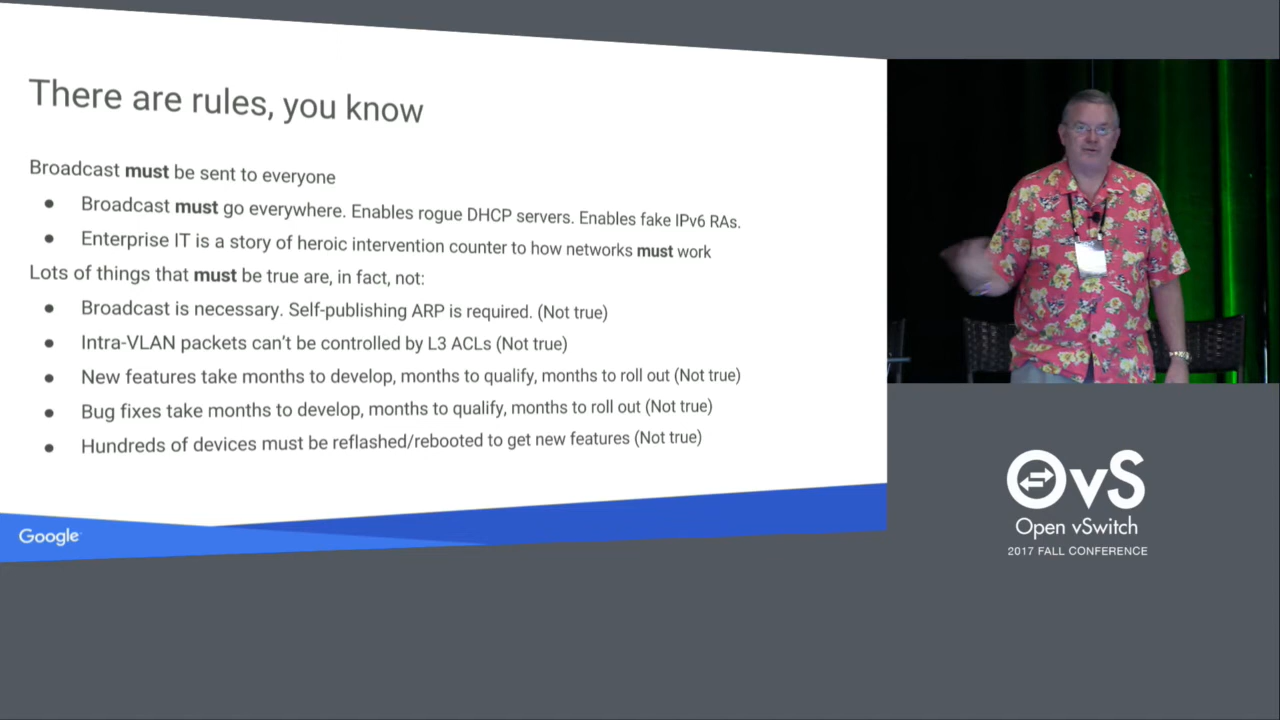 There are rules, you know
Broadcast must be sent to everyone
● Broadcast must go everywhere. Enables rogue DHCP servers. Enables fake IPv6 RAs.
● Enterprise IT is a story of heroic intervention counter to how networks must work
Lots of things that must be true are, in fact, not:
● Broadcast is necessary. Self-publishing ARP is required. (Not true)
● Intra-VLAN packets can't be controlled by L3 ACLs (Not true)
● New features take months to develop, months to qualify, months to roll out (Not true)
● Bug fixes take months to develop, months to qualify, months to roll out (Not true)
● Hundreds of devices must be reflashed/rebooted to get new features (Not true)
Google
OvS
Open vSwitch
2017 FALL CONFERENCE